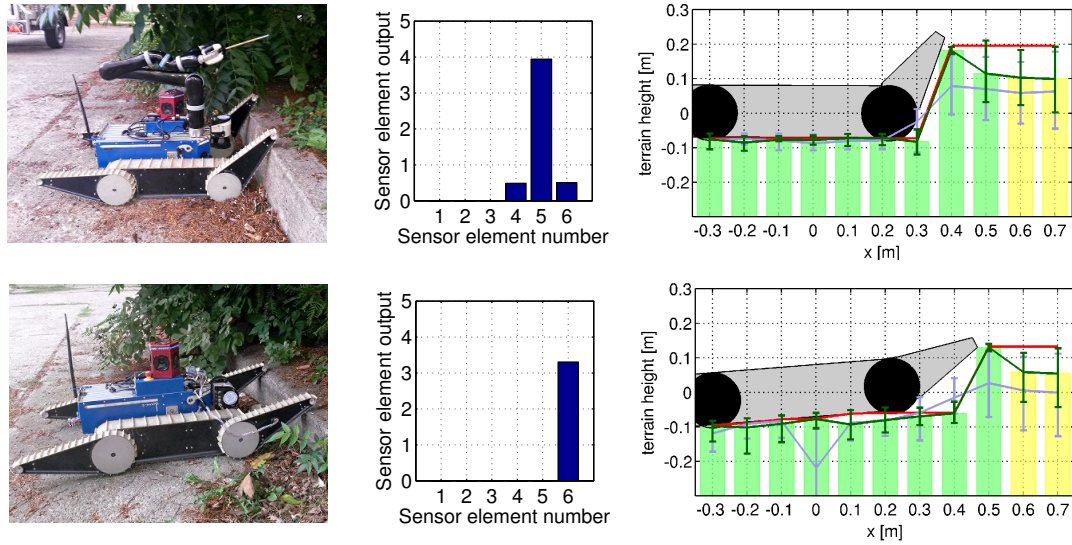 5
4
3
2
1
0
Sensor element output
1 2 3 4 5 6
Sensor element number
0.3
0.2
0.1
0
-0.1
-0.2
terrain height [m]
-0.3 -0.2 -0.1 0 0.1 0.2 0.3 0.4 0.5 0.6 0.7
x [m]
5
4
3
2
1
0
Sensor element output
1 2 3 4 5 6
Sensor element number
0.3
0.2
0.1
0
-0.1
-0.2
terrain height [m]
-0.3 -0.2 -0.1 0 0.1 0.2 0.3 0.4 0.5 0.6 0.7
x [m]